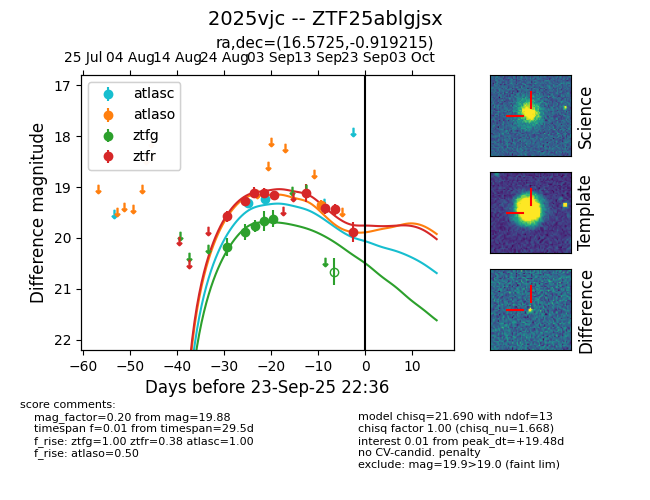 2025vjc -- ZTF25ablgjsx
ra,dec=(16.5725,-0.919215)
25 Jul 04 Aug 14 Aug 24 Aug 03 Sep 13 Sep 23 Sep 03 Oct
17
18
19
20
21
22
Difference magnitude
atlasc
atlaso
ztfg
ztfr
−60 −50 −40 −30 −20 −10 0 10
Days before 23-Sep-25 22:36
Science
Template
Difference
score comments:
mag_factor=0.20 from mag=19.88
timespan f=0.01 from timespan=29.5d
f_rise: ztfg=1.00 ztfr=0.38 atlasc=1.00
f_rise: atlaso=0.50
model chisq=21.690 with ndof=13
chisq factor 1.00 (chisq_nu=1.668)
interest 0.01 from peak_dt=+19.48d
no CV-candid. penalty
exclude: mag=19.9>19.0 (faint lim)